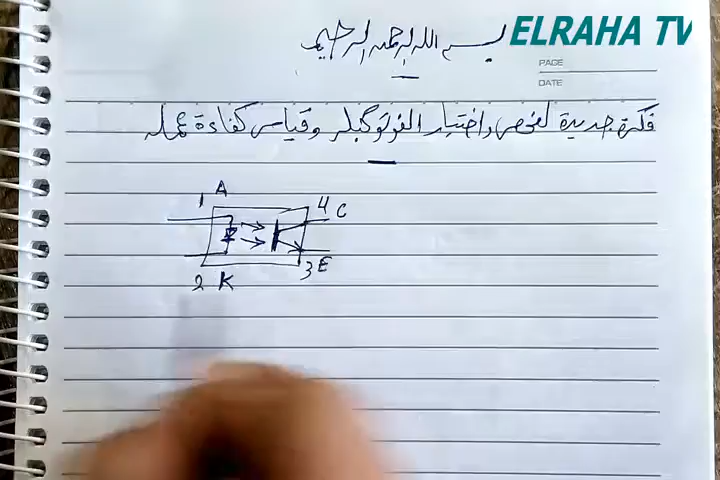 ELRAHA TV
بسم الله الرحمن الرحيم
PAGE
DATE
فكرة جديدة لفحص واختبار الفوتوكبلر وقياس كفاءة عمله
1 A
4 C
2 K
3 E